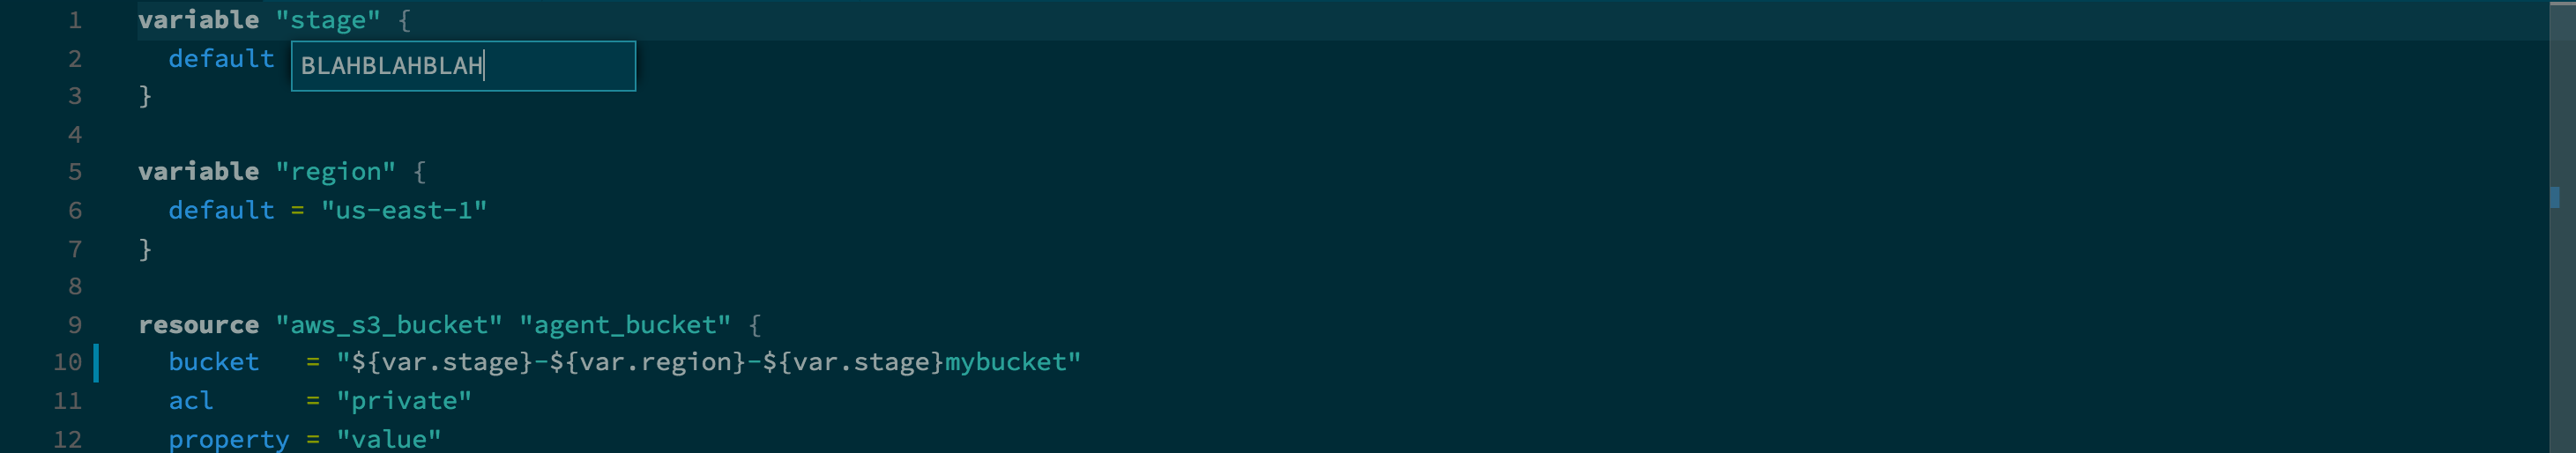 1 variable "stage" {
2 default BLAHBLAHBLAH
3 }
4
5 variable "region" {
6 default = "us-east-1"
7 }
8
9 resource "aws_s3_bucket" "agent_bucket" {
10 bucket = "${var.stage}-${var.region}-${var.stage}mybucket"
11 acl = "private"
12 property = "value"